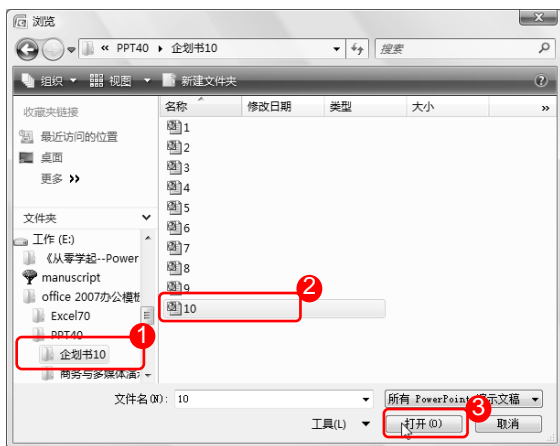 浏览
« PPT40 ▸ 企划书10
搜索
组织 视图 新建文件夹
收藏夹链接
最近访问的位置
桌面
更多 »
文件夹
工作 (E:)
《从零学起--Power
manuscript
office 2007办公模板
Excel70
PPT40
企划书10
商务与多媒体演
名称 修改日期 类型 大小 »
1
2
3
4
5
6
7
8
9
10
1
2
3
文件名(N): 10
所有 PowerPoint 演示文稿
工具(L)
打开(O)
取消